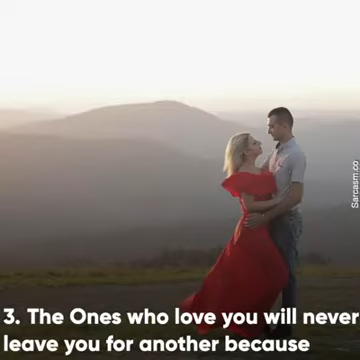 Sarcasm.co
3. The Ones who love you will never
leave you for another because